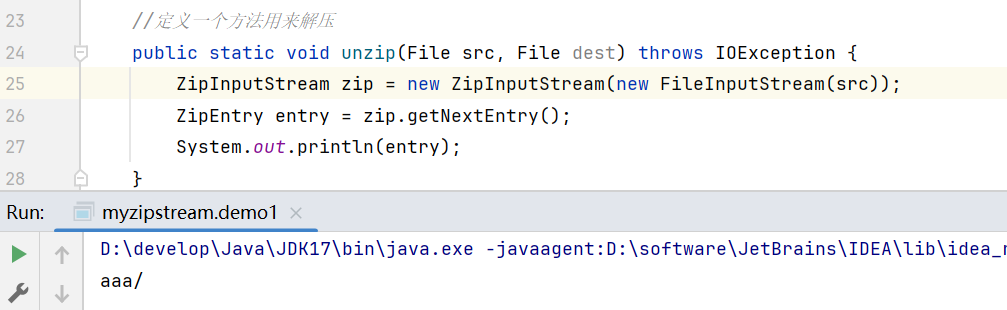 23 //定义一个方法用来解压
24 public static void unzip(File src, File dest) throws IOException {
25 ZipInputStream zip = new ZipInputStream(new FileInputStream(src));
26 ZipEntry entry = zip.getNextEntry();
27 System.out.println(entry);
28 }
Run: myzipstream.demo1 ×
D:\develop\Java\JDK17\bin\java.exe -javaagent:D:\software\JetBrains\IDEA\lib\idea_r
aaa/